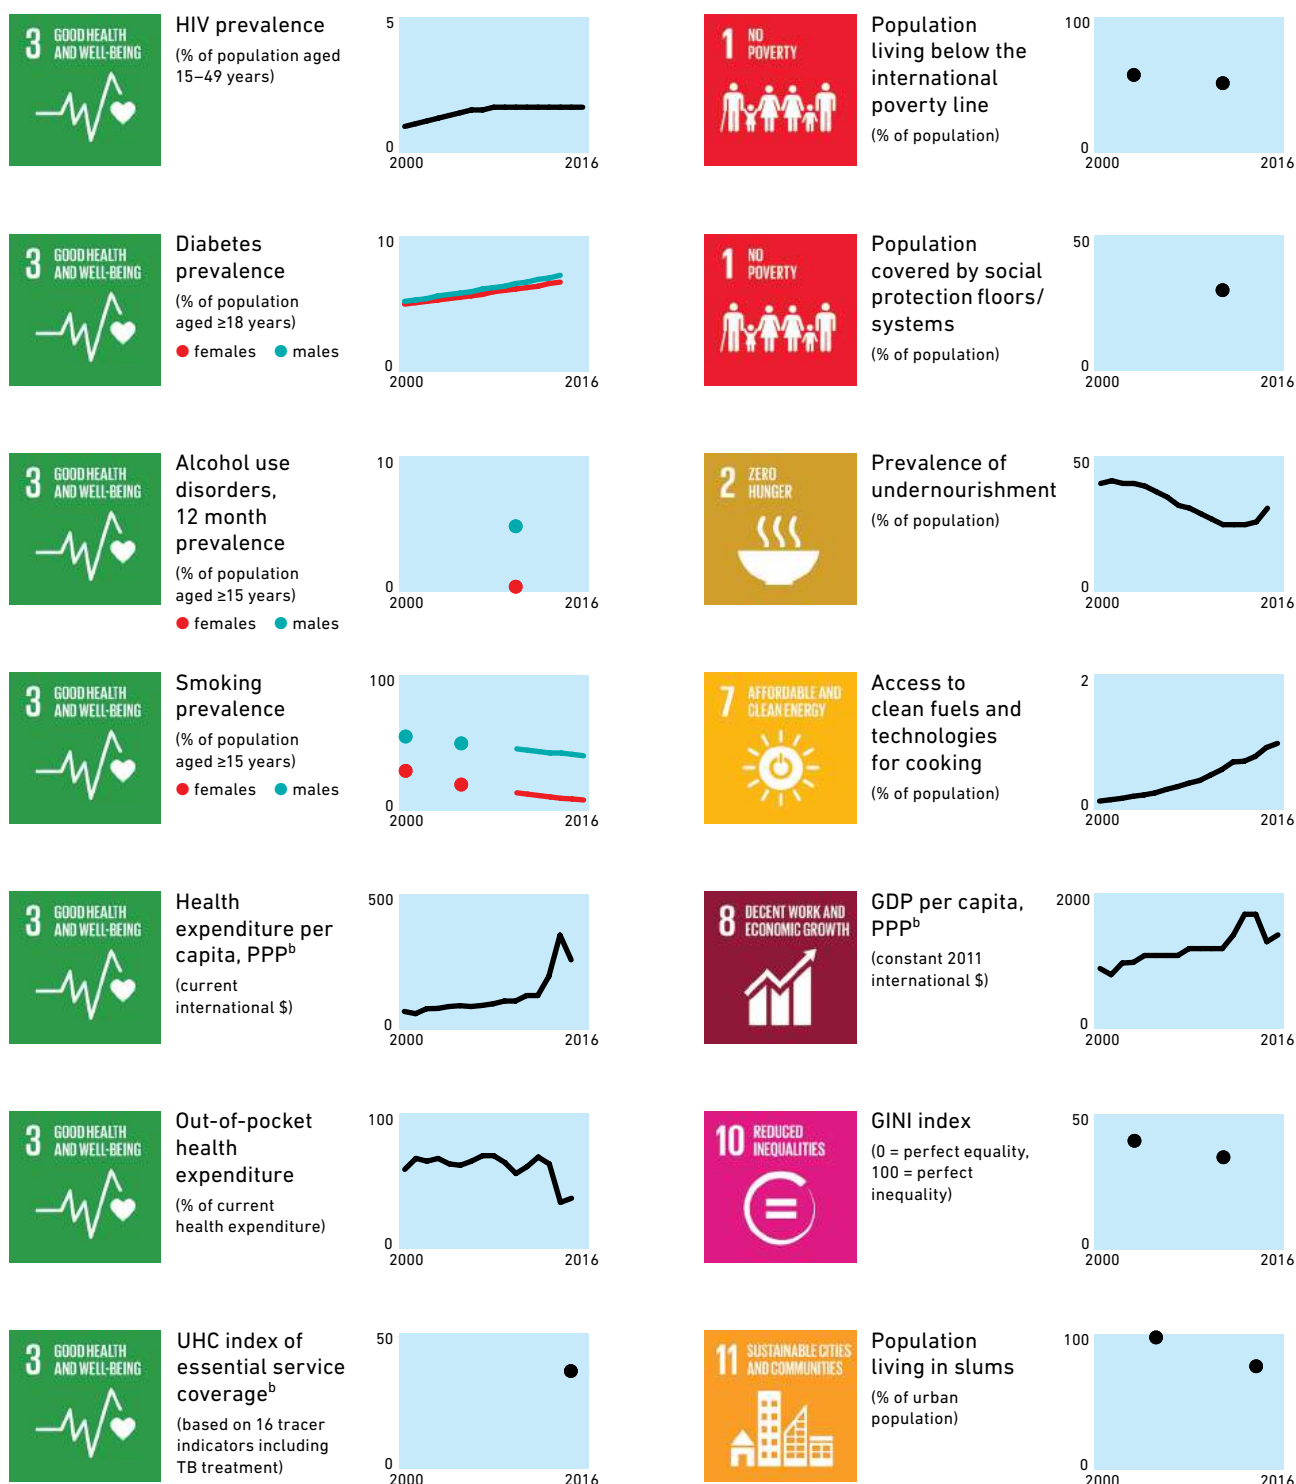 3 GOOD HEALTH
AND WELL-BEING
HIV prevalence
(% of population aged
15–49 years)
5
0
2000 2016
1 NO
POVERTY
Population
living below the
international
poverty line
(% of population)
100
0
2000 2016
3 GOOD HEALTH
AND WELL-BEING
Diabetes
prevalence
(% of population
aged ≥18 years)
females males
10
0
2000 2016
1 NO
POVERTY
Population
covered by social
protection floors/
systems
(% of population)
50
0
2000 2016
3 GOOD HEALTH
AND WELL-BEING
Alcohol use
disorders,
12 month
prevalence
(% of population
aged ≥15 years)
females males
10
0
2000 2016
2 ZERO
HUNGER
Prevalence of
undernourishment
(% of population)
50
0
2000 2016
3 GOOD HEALTH
AND WELL-BEING
Smoking
prevalence
(% of population
aged ≥15 years)
females males
100
0
2000 2016
7 AFFORDABLE AND
CLEAN ENERGY
Access to
clean fuels and
technologies
for cooking
(% of population)
2
0
2000 2016
3 GOOD HEALTH
AND WELL-BEING
Health
expenditure per
capita, PPPᵇ
(current
international $)
500
0
2000 2016
8 DECENT WORK AND
ECONOMIC GROWTH
GDP per capita,
PPPᵇ
(constant 2011
international $)
2000
0
2000 2016
3 GOOD HEALTH
AND WELL-BEING
Out-of-pocket
health
expenditure
(% of current
health expenditure)
100
0
2000 2016
10 REDUCED
INEQUALITIES
GINI index
(0 = perfect equality,
100 = perfect
inequality)
50
0
2000 2016
3 GOOD HEALTH
AND WELL-BEING
UHC index of
essential service
coverageᵇ
(based on 16 tracer
indicators including
TB treatment)
50
0
2000 2016
11 SUSTAINABLE CITIES
AND COMMUNITIES
Population
living in slums
(% of urban
population)
100
0
2000 2016